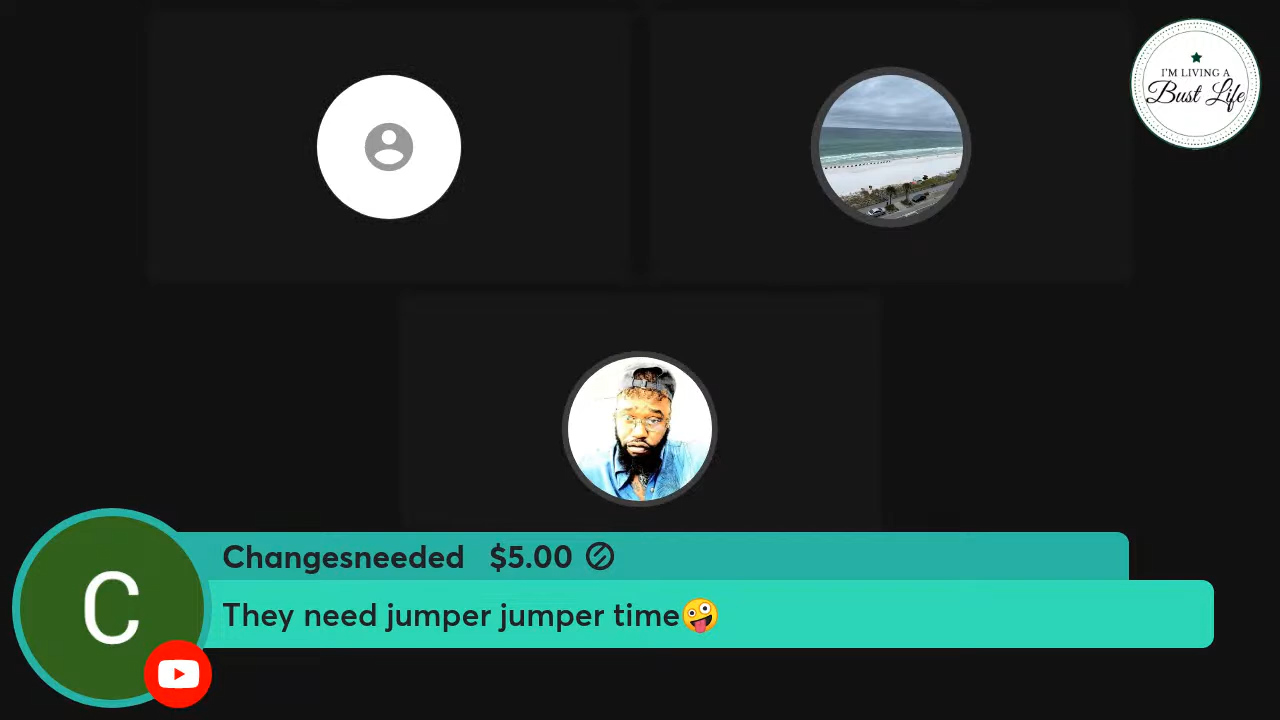 I'M LIVING A
Bust Life
Changesneeded $5.00
They need jumper jumper time🤪
C